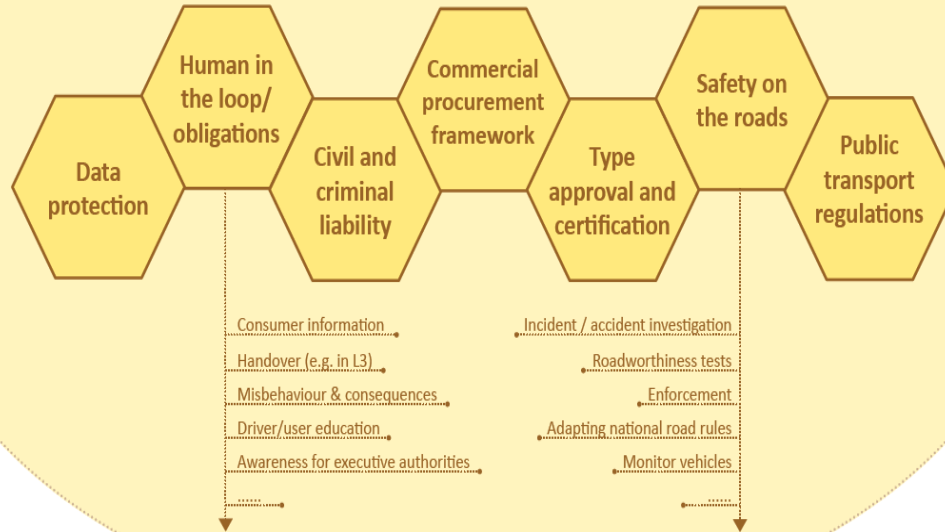 Data
protection
Human in
the loop/
obligations
Civil and
criminal
liability
Commercial
procurement
framework
Type
approval and
certification
Safety on
the roads
Public
transport
regulations
Consumer information
Handover (e.g. in L3)
Misbehaviour & consequences
Driver/user education
Awareness for executive authorities
......
Incident / accident investigation
Roadworthiness tests
Enforcement
Adapting national road rules
Monitor vehicles
......